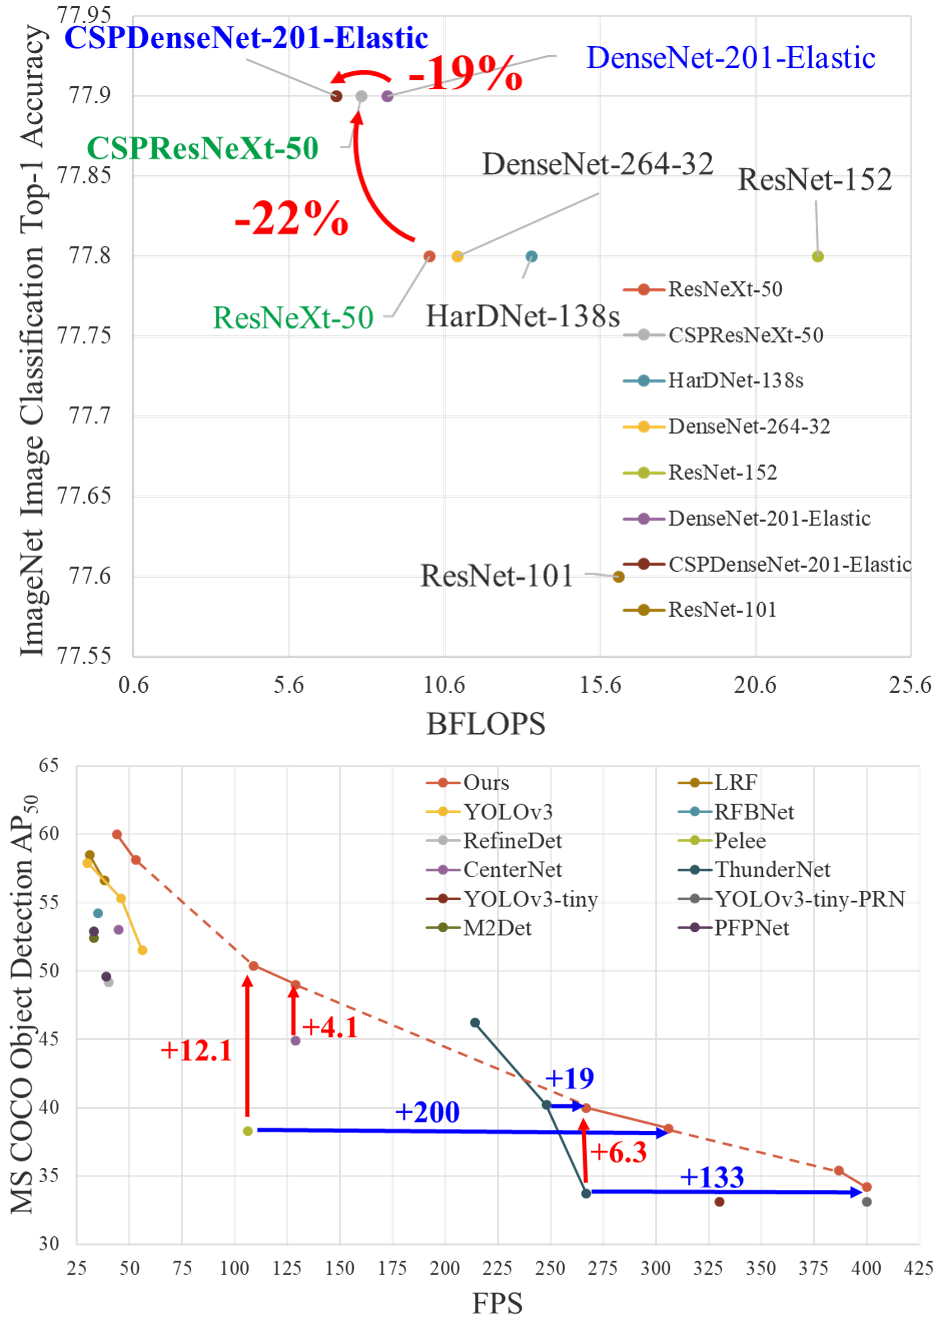 77.95
CSPDenseNet-201-Elastic
-19%
DenseNet-201-Elastic
77.9
CSPResNeXt-50
DenseNet-264-32
77.85
ResNet-152
-22%
77.8
ResNeXt-50
HarDNet-138s
77.75
77.7
77.65
77.6
77.55
ResNet-101
ImageNet Image Classification Top-1 Accuracy
ResNeXt-50
CSPResNeXt-50
HarDNet-138s
DenseNet-264-32
ResNet-152
DenseNet-201-Elastic
CSPDenseNet-201-Elastic
ResNet-101
0.6 5.6 10.6 15.6 20.6 25.6
BFLOPS
MS COCO Object Detection AP50
65
60
55
50
45
40
35
30
Ours
YOLOv3
RefineDet
CenterNet
YOLOv3-tiny
M2Det
LRF
RFBNet
Pelee
ThunderNet
YOLOv3-tiny-PRN
PFPNet
+12.1
+4.1
+19
+200
+6.3
+133
25 50 75 100 125 150 175 200 225 250 275 300 325 350 375 400 425
FPS